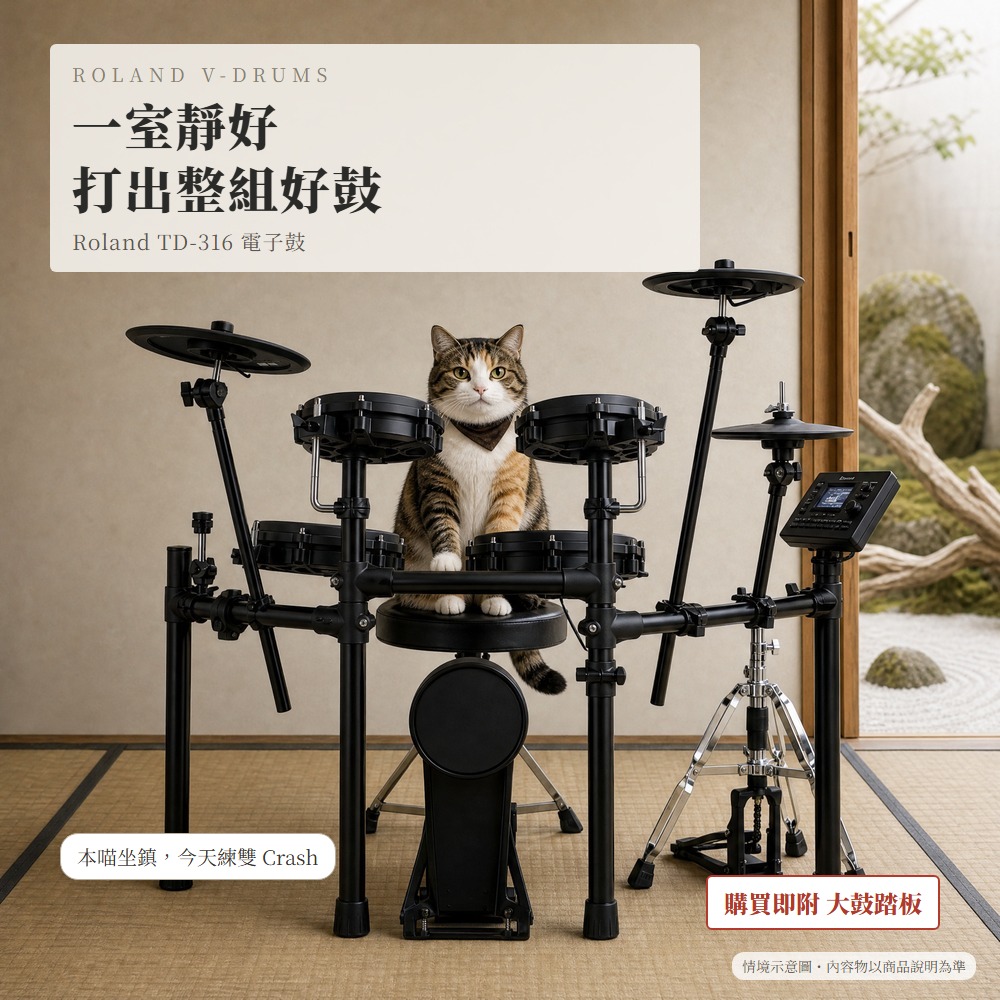 ROLAND V-DRUMS
一室靜好
打出整組好鼓
Roland TD-316 電子鼓
Roland
本喵坐鎮，今天練雙 Crash
購買即附 大鼓踏板
情境示意圖・內容物以商品說明為準